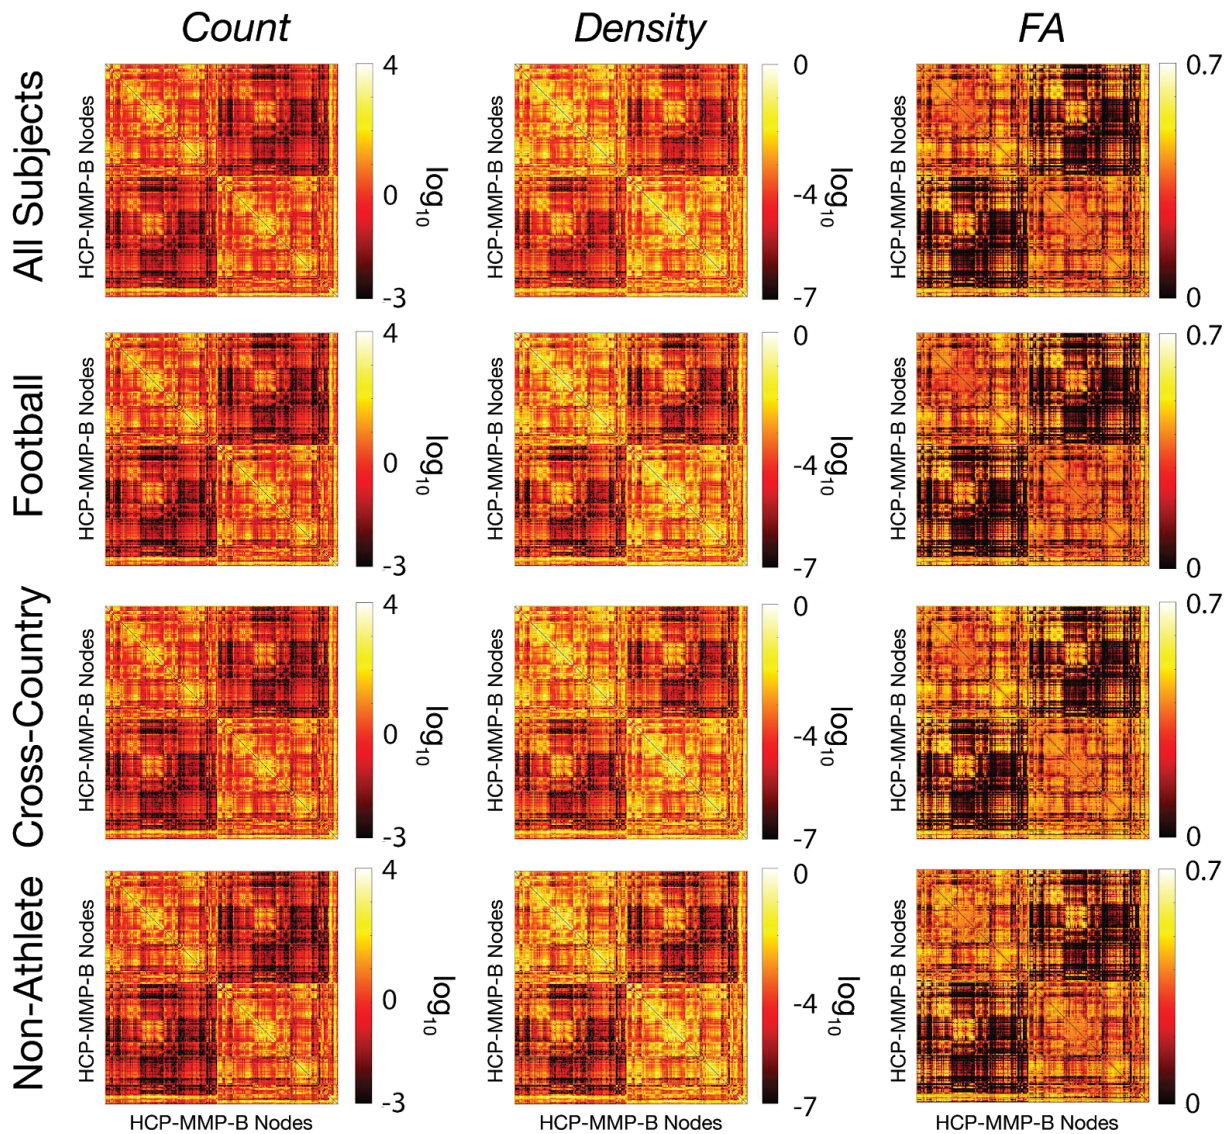 Count Density FA
All Subjects
HCP-MMP-B Nodes
4
0
-3
log10
HCP-MMP-B Nodes
0
-4
-7
log10
HCP-MMP-B Nodes
0.7
0
Football
HCP-MMP-B Nodes
4
0
-3
log10
HCP-MMP-B Nodes
0
-4
-7
log10
HCP-MMP-B Nodes
0.7
0
Cross-Country
HCP-MMP-B Nodes
4
0
-3
log10
HCP-MMP-B Nodes
0
-4
-7
log10
HCP-MMP-B Nodes
0.7
0
Non-Athlete
HCP-MMP-B Nodes
4
0
-3
log10
HCP-MMP-B Nodes
0
-4
-7
log10
HCP-MMP-B Nodes
0.7
0
HCP-MMP-B Nodes HCP-MMP-B Nodes HCP-MMP-B Nodes